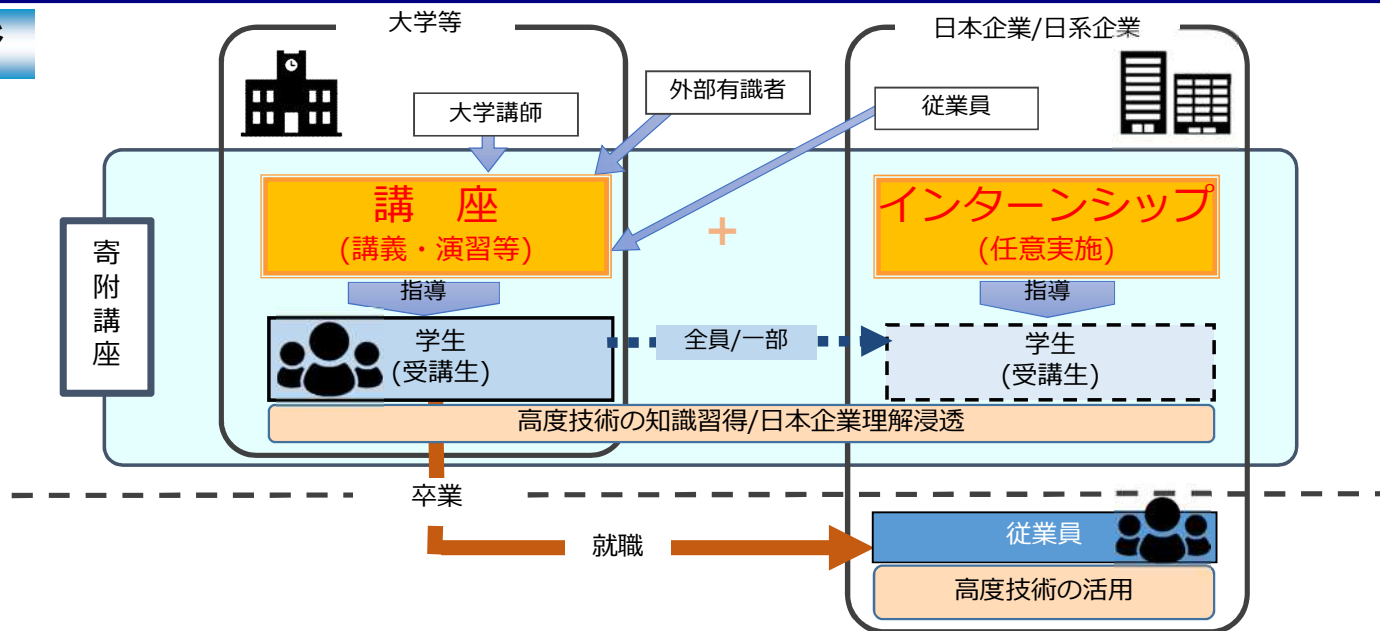 大学等
日本企業/日系企業
外部有識者
大学講師
従業員
寄附講座
講 座
(講義・演習等)
+
インターンシップ
(任意実施)
指導
指導
学生
(受講生)
全員/一部
学生
(受講生)
高度技術の知識習得/日本企業理解浸透
卒業
就職
従業員
高度技術の活用